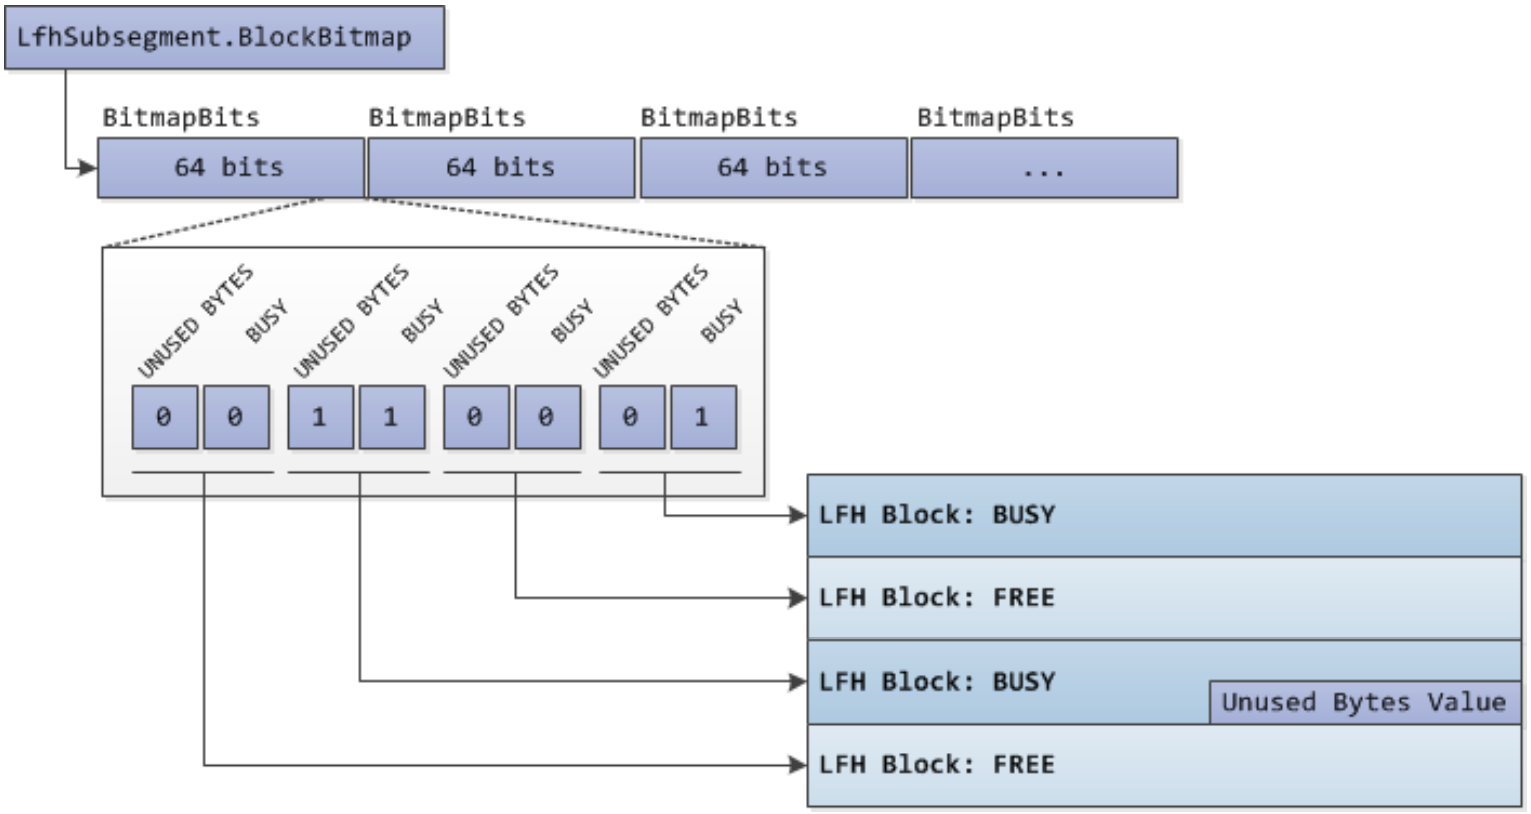 LfhSubsegment.BlockBitmap
BitmapBits BitmapBits BitmapBits BitmapBits
64 bits 64 bits 64 bits ...
UNUSED BYTES BUSY UNUSED BYTES BUSY UNUSED BYTES BUSY UNUSED BYTES BUSY
0 0 1 1 0 0 0 1
LFH Block: BUSY
LFH Block: FREE
LFH Block: BUSY
Unused Bytes Value
LFH Block: FREE